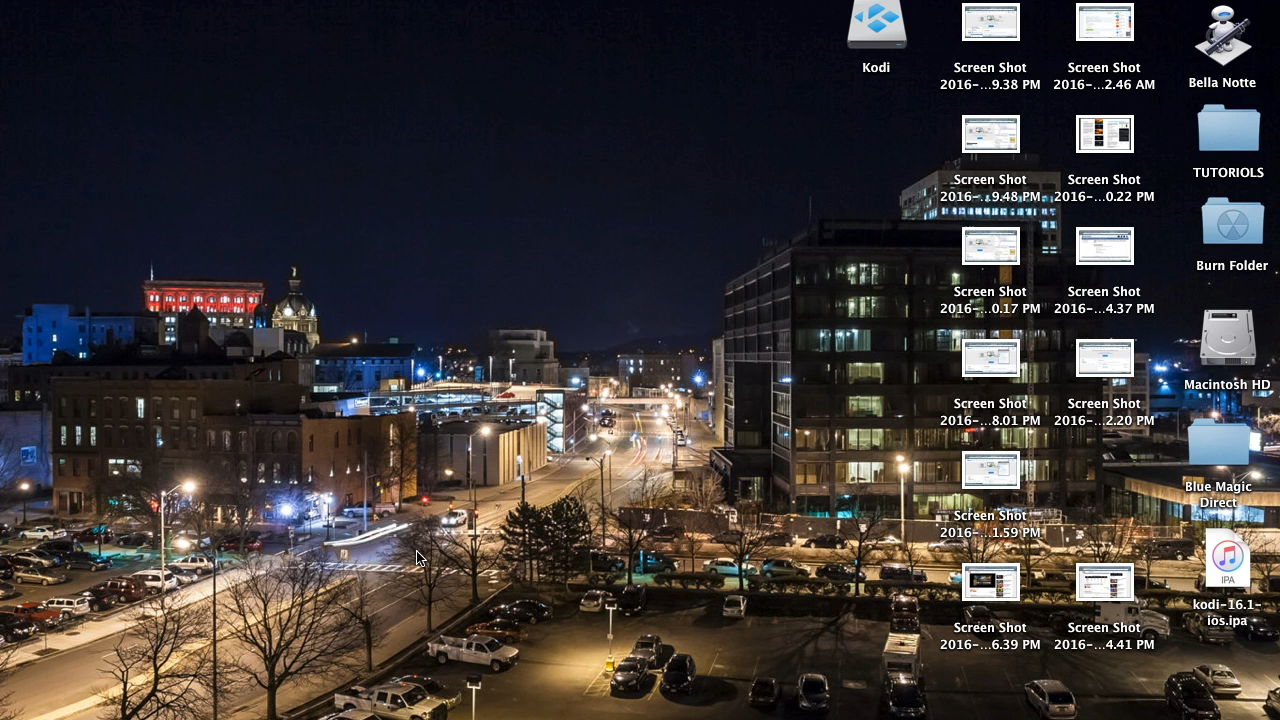 Kodi
Screen Shot
2016-...9.38 PM
Screen Shot
2016-...2.46 AM
Bella Notte
Screen Shot
2016-...9.48 PM
Screen Shot
2016-...0.22 PM
TUTORIOLS
Burn Folder
Screen Shot
2016-...0.17 PM
Screen Shot
2016-...4.37 PM
Macintosh HD
Screen Shot
2016-...8.01 PM
Screen Shot
2016-...2.20 PM
Blue Magic
Direct
Screen Shot
2016-...1.59 PM
IPA
kodi-16.1-
ios.ipa
Screen Shot
2016-...6.39 PM
Screen Shot
2016-...4.41 PM